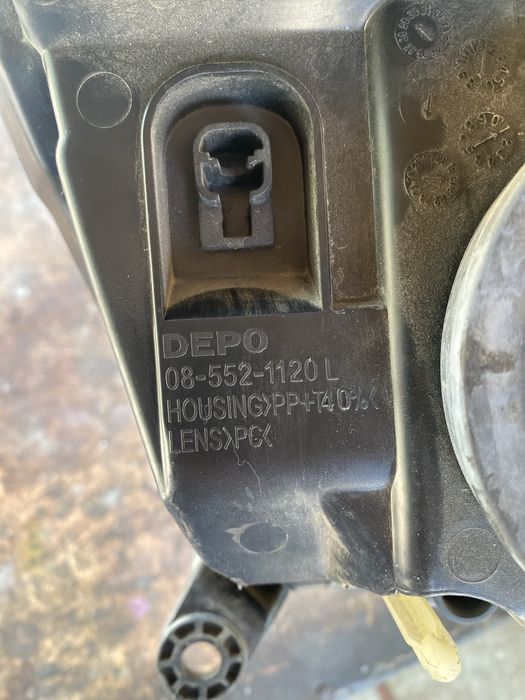 DEPO
08-552-1120 L
HOUSING>PP+T40%<
LENS>PC<